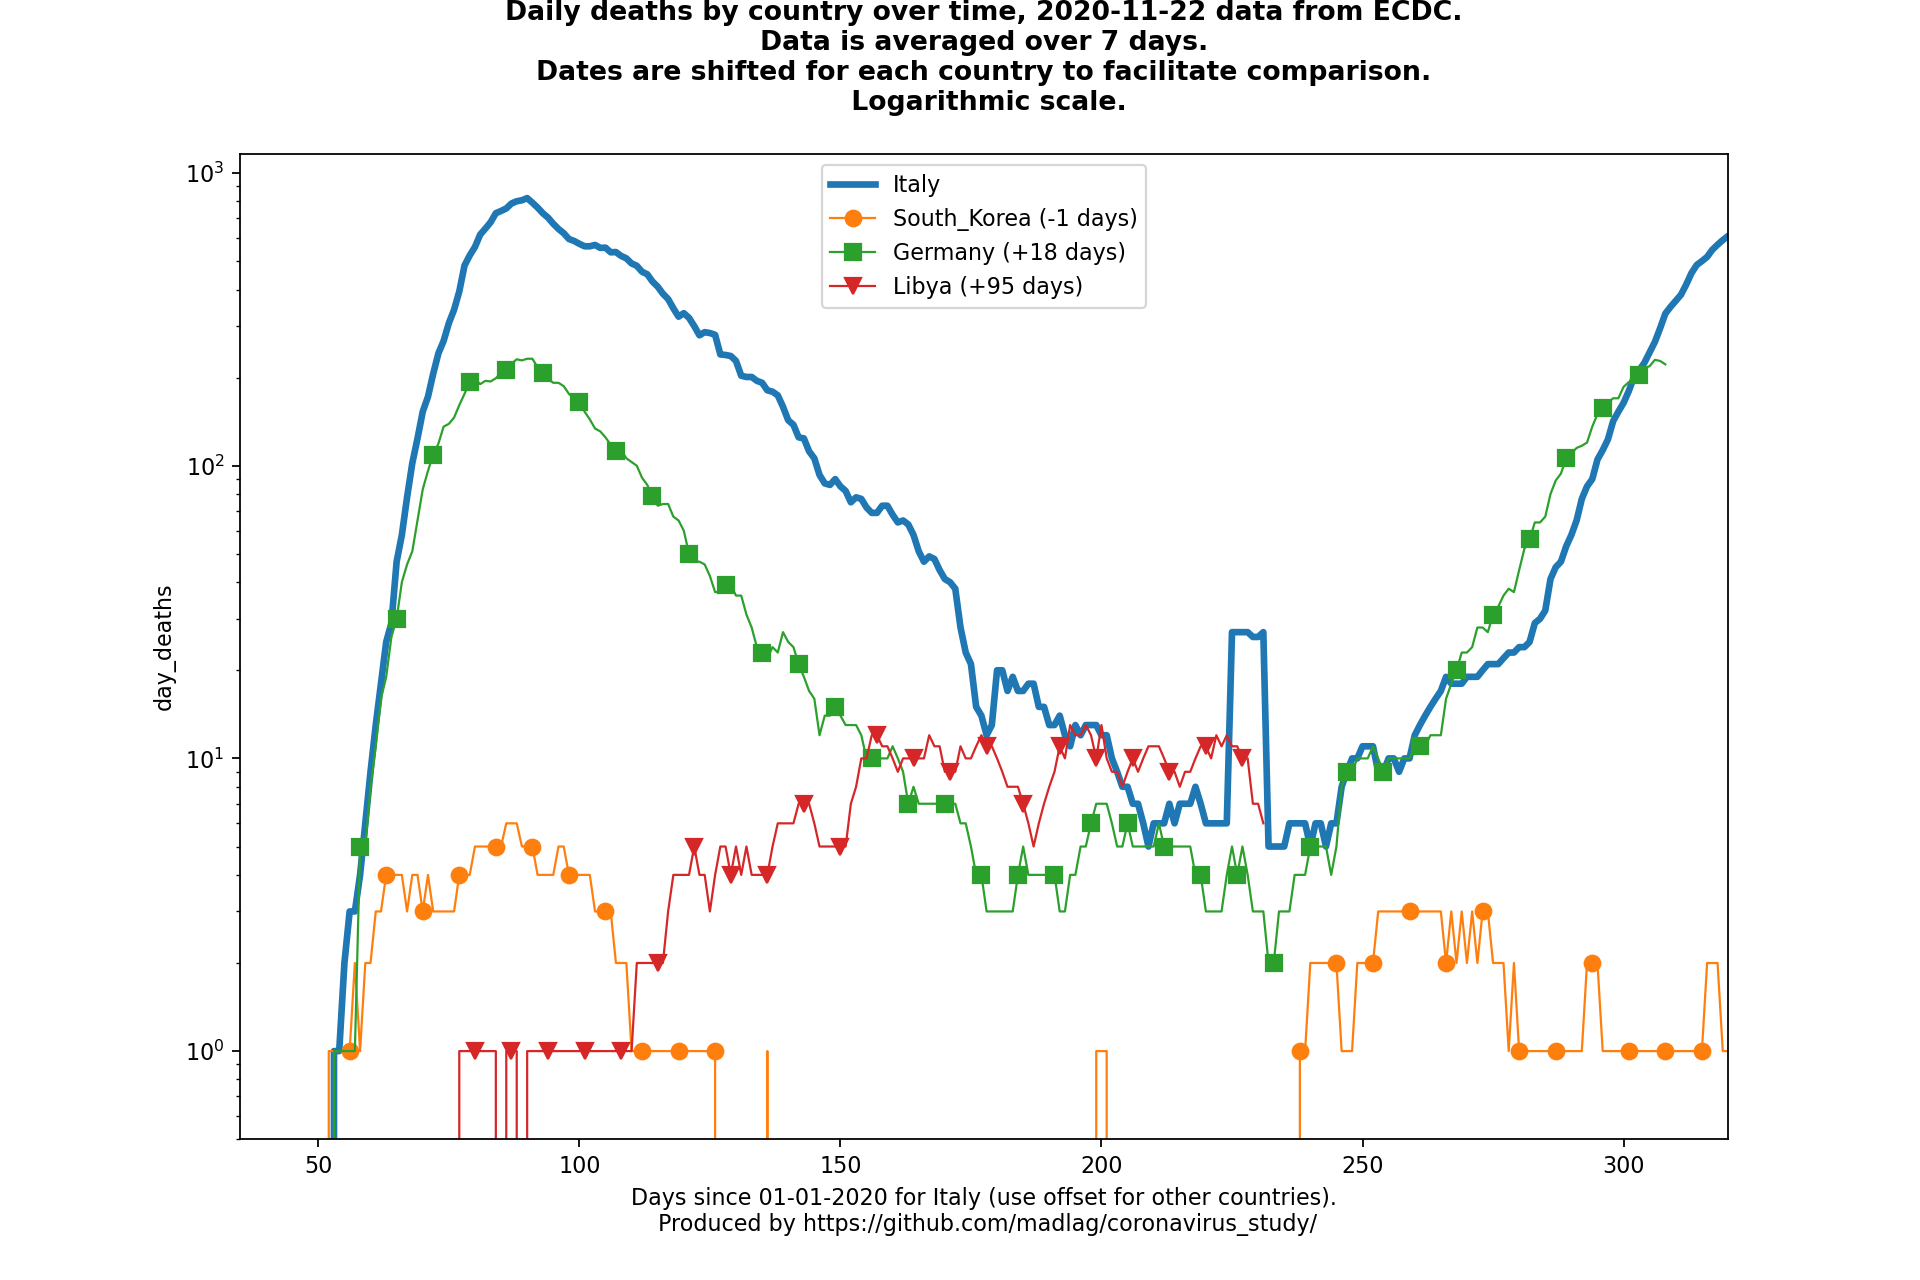 Daily deaths by country over time, 2020-11-22 data from ECDC.
Data is averaged over 7 days.
Dates are shifted for each country to facilitate comparison.
Logarithmic scale.
Italy
South_Korea (-1 days)
Germany (+18 days)
Libya (+95 days)
10³
10²
10¹
10⁰
day_deaths
50 100 150 200 250 300
Days since 01-01-2020 for Italy (use offset for other countries).
Produced by https://github.com/madlag/coronavirus_study/